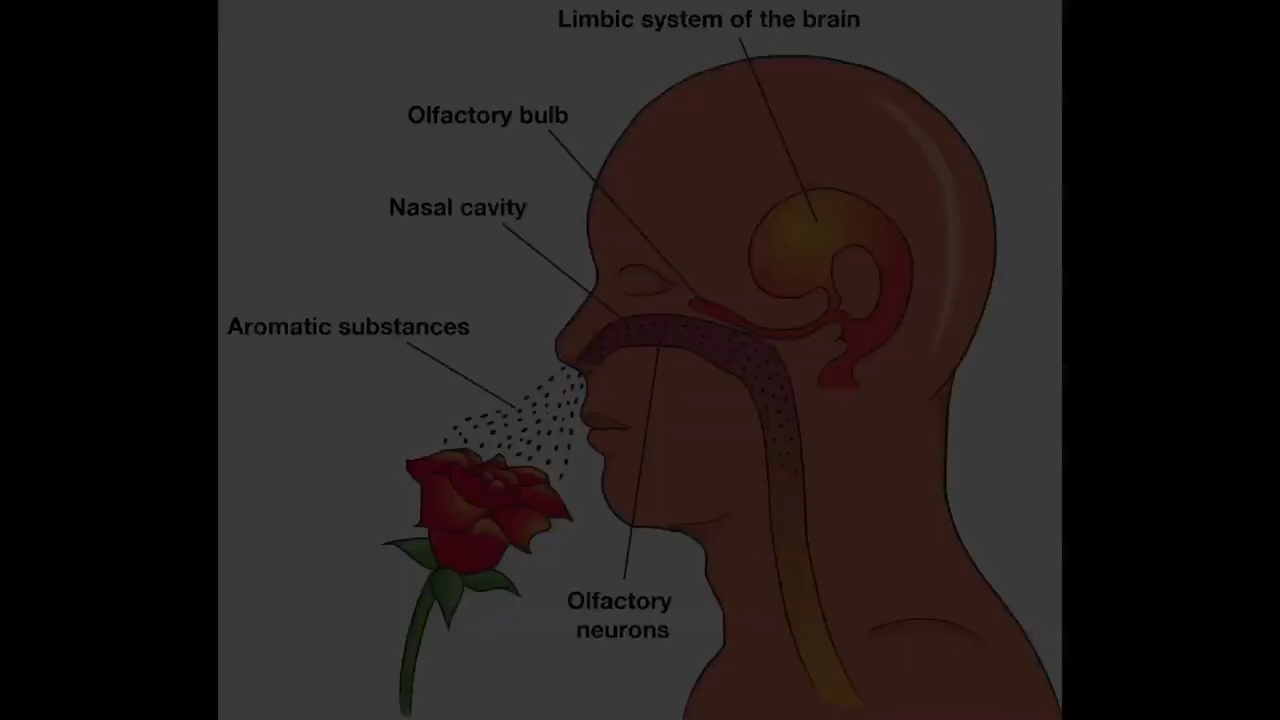 Limbic system of the brain
Olfactory bulb
Nasal cavity
Aromatic substances
Olfactory
neurons